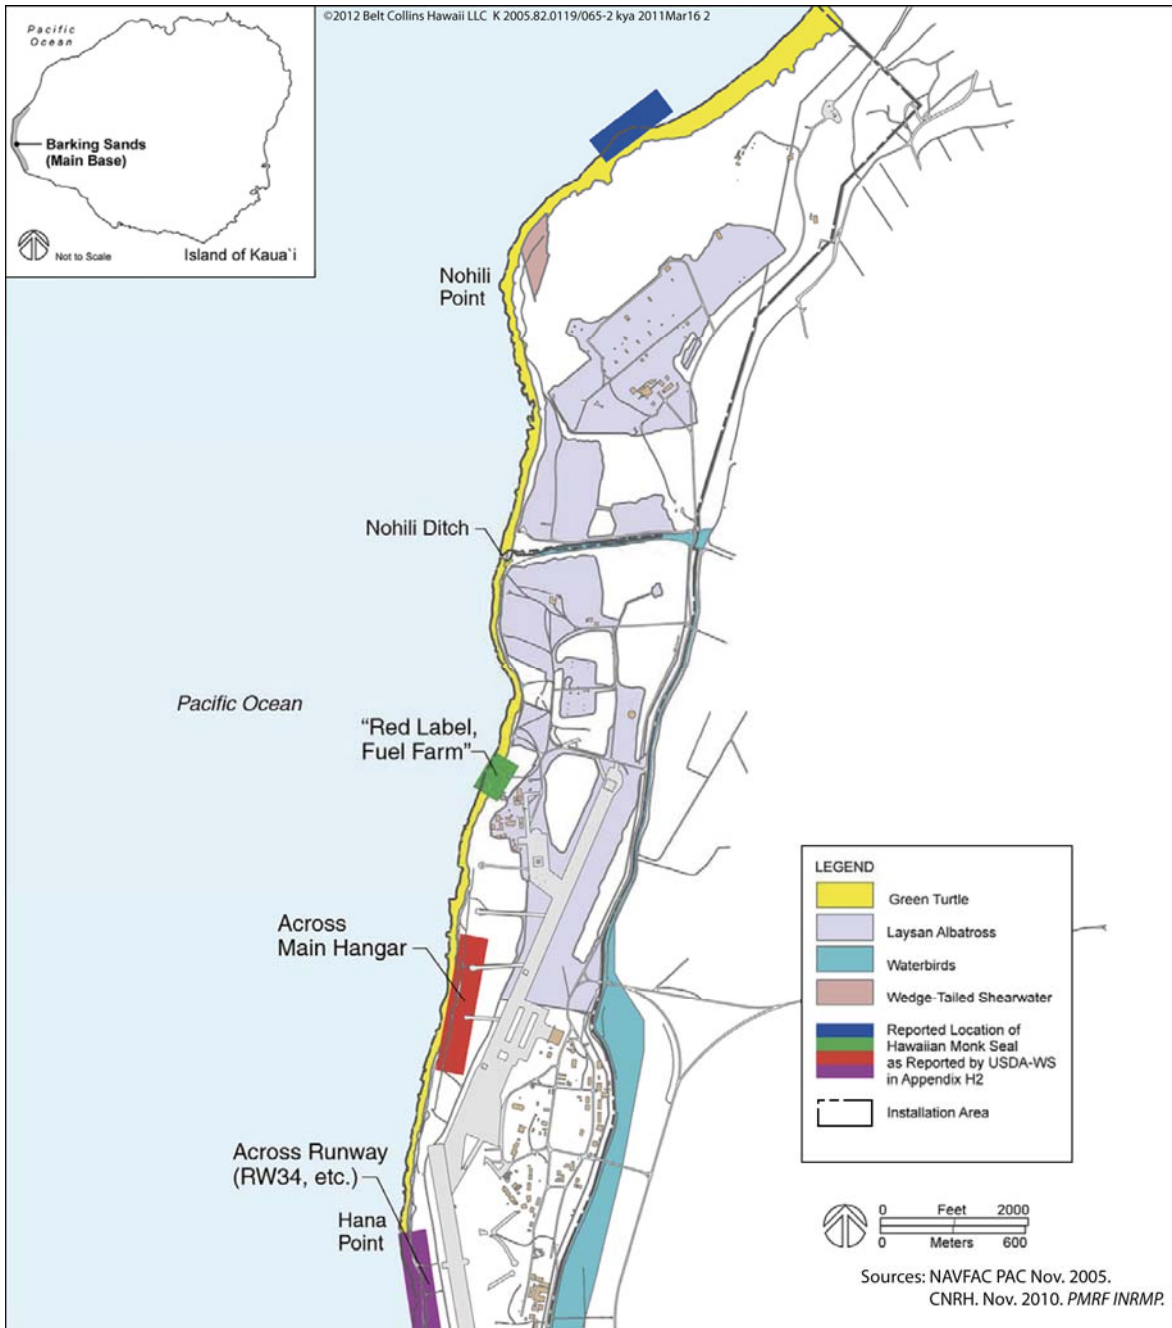 ©2012 Belt Collins Hawaii LLC K 2005.82.0119/065-2 kya 2011Mar16 2
Pacific
Ocean
Barking Sands
(Main Base)
Not to Scale
Island of Kaua`i
Nohili
Point
Nohili Ditch
Pacific Ocean
“Red Label,
Fuel Farm”
Across
Main Hangar
Across Runway
(RW34, etc.)
Hana
Point
LEGEND
Green Turtle
Laysan Albatross
Waterbirds
Wedge-Tailed Shearwater
Reported Location of
Hawaiian Monk Seal
as Reported by USDA-WS
in Appendix H2
Installation Area
0 Feet 2000
0 Meters 600
Sources: NAVFAC PAC Nov. 2005.
CNRH. Nov. 2010. PMRF INRMP.